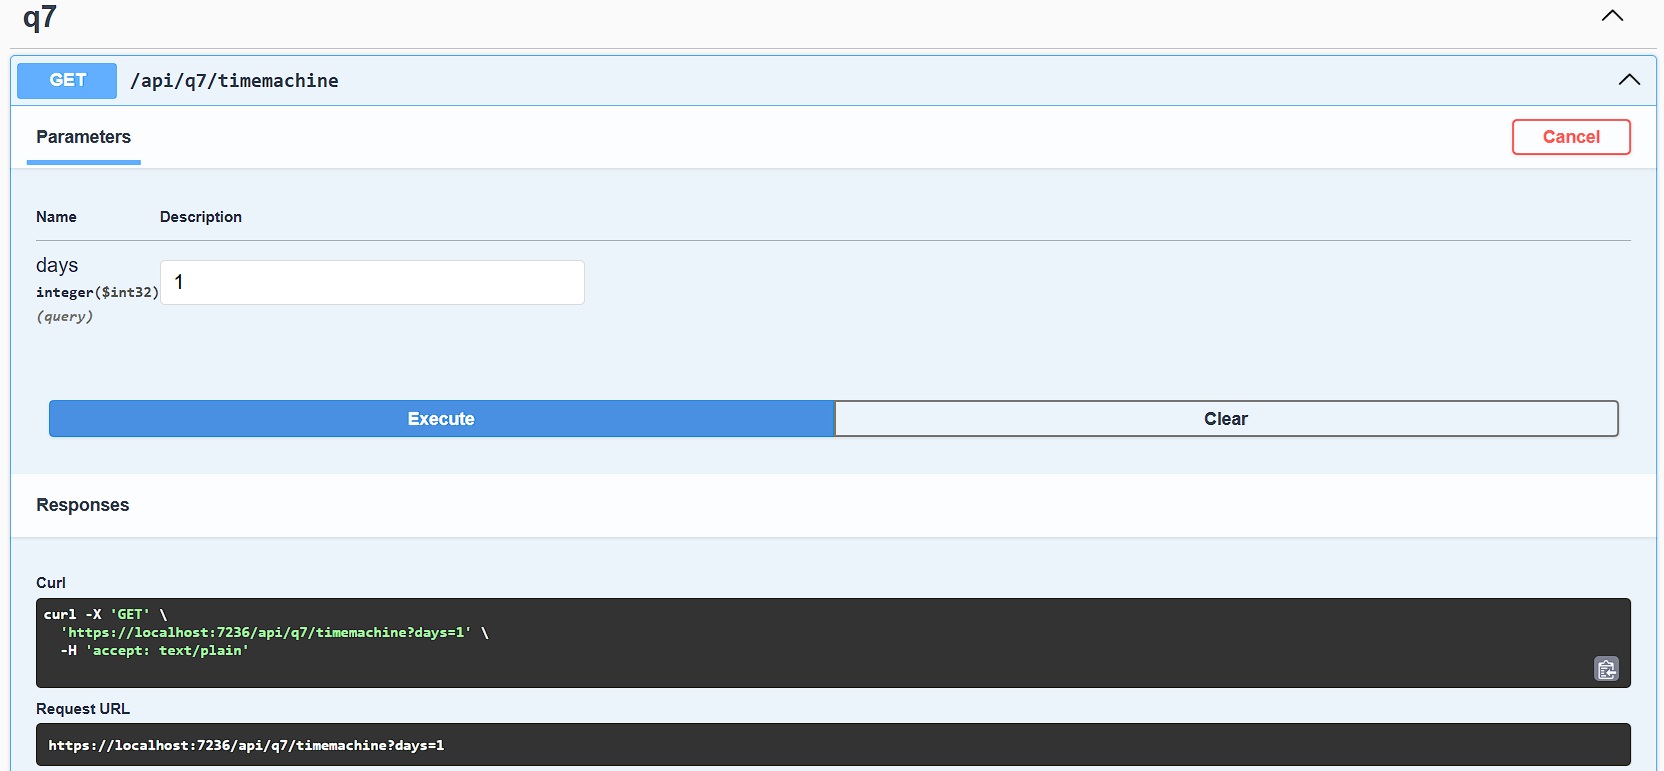 q7
GET /api/q7/timemachine
Parameters
Cancel
Name Description
days
integer($int32)
(query)
1
Execute
Clear
Responses
Curl
curl -X 'GET' \
'https://localhost:7236/api/q7/timemachine?days=1' \
-H 'accept: text/plain'
Request URL
https://localhost:7236/api/q7/timemachine?days=1